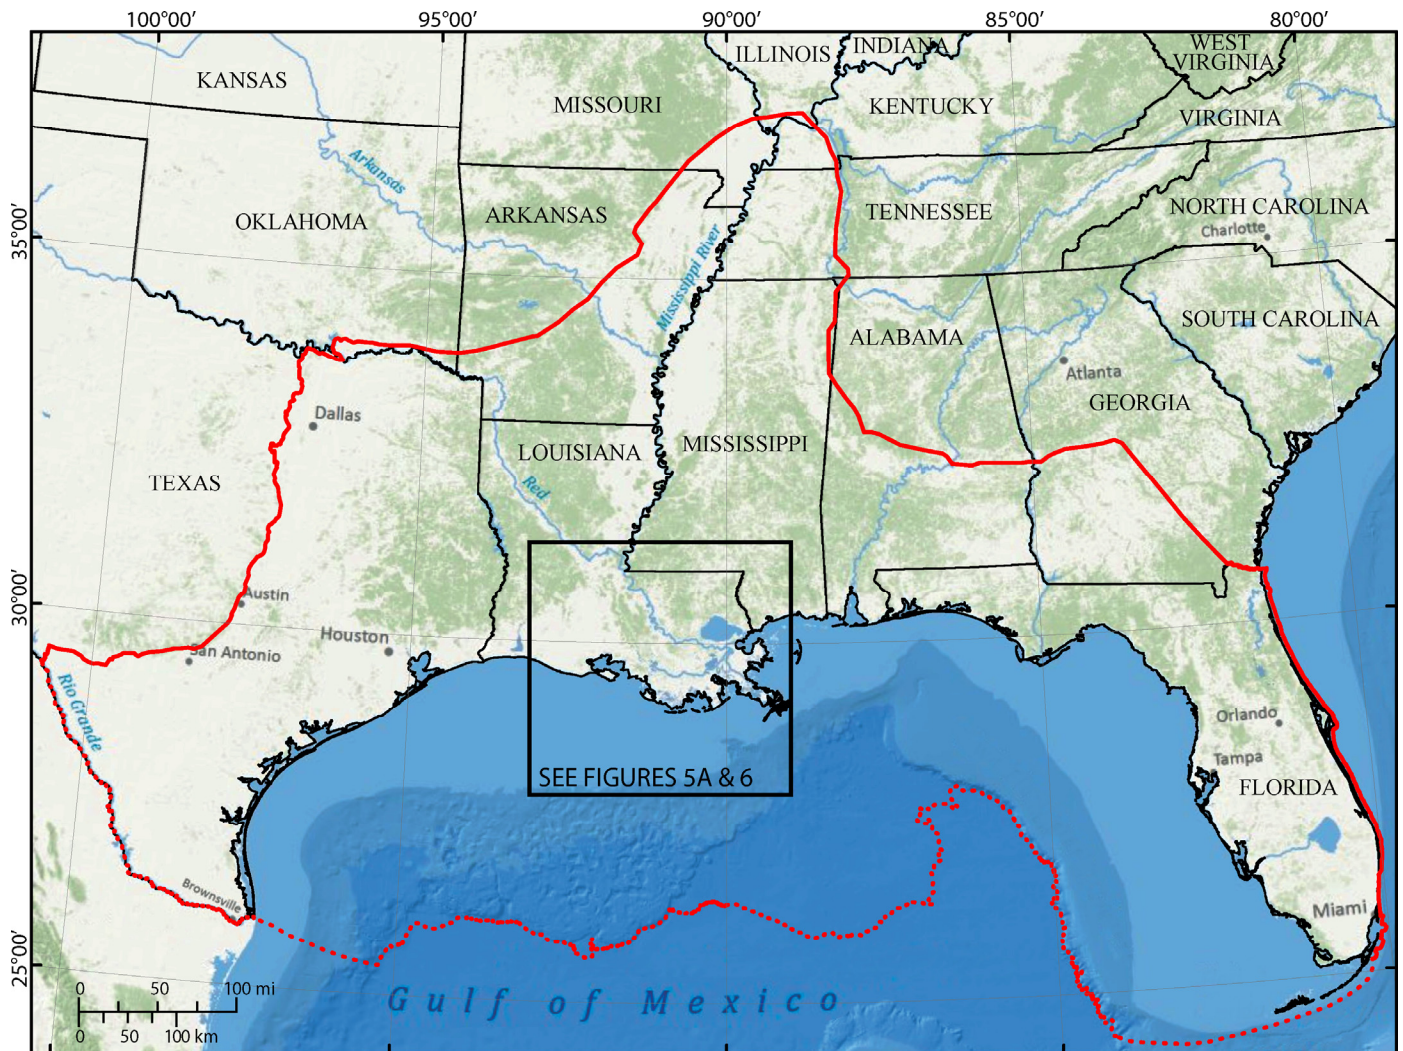 100°00′
95°00′
90°00′
85°00′
80°00′
ILLINOIS
INDIANA
WEST
VIRGINIA
KANSAS
MISSOURI
KENTUCKY
VIRGINIA
Arkansas
OKLAHOMA
ARKANSAS
TENNESSEE
NORTH CAROLINA
Charlotte
35°00′
Mississippi River
SOUTH CAROLINA
ALABAMA
Atlanta
GEORGIA
Dallas
MISSISSIPPI
LOUISIANA
TEXAS
Red
30°00′
Austin
Houston
San Antonio
Rio Grande
Orlando
Tampa
FLORIDA
SEE FIGURES 5A & 6
Brownsville
Miami
25°00′
Gulf of Mexico
0 50 100 mi
0 50 100 km